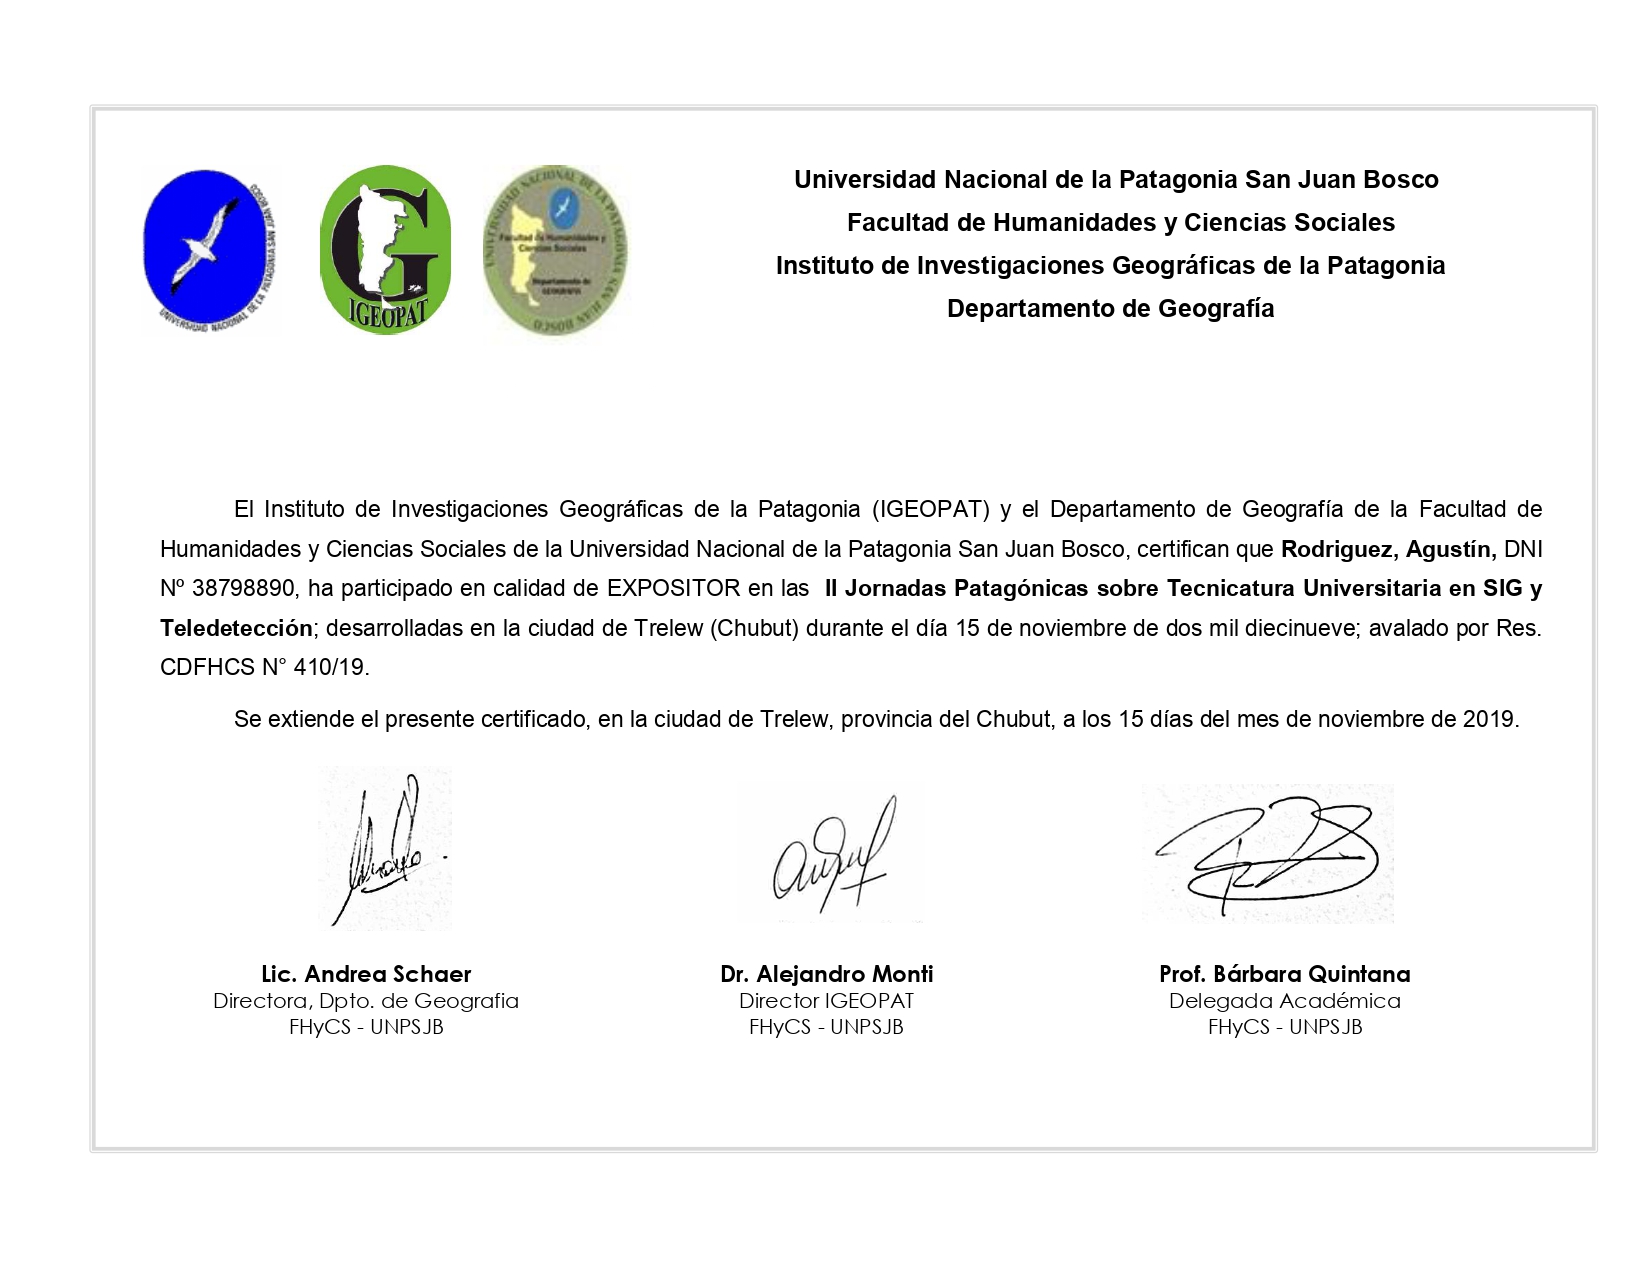 UNIVERSIDAD NACIONAL DE LA PATAGONIA SAN JUAN BOSCO
IGEOPAT
UNIVERSIDAD NACIONAL DE LA PATAGONIA SAN JUAN BOSCO
Facultad de Humanidades y
Ciencias Sociales
Departamento de
GEOGRAFIA
Universidad Nacional de la Patagonia San Juan Bosco
Facultad de Humanidades y Ciencias Sociales
Instituto de Investigaciones Geográficas de la Patagonia
Departamento de Geografía
El Instituto de Investigaciones Geográficas de la Patagonia (IGEOPAT) y el Departamento de Geografía de la Facultad de
Humanidades y Ciencias Sociales de la Universidad Nacional de la Patagonia San Juan Bosco, certifican que Rodriguez, Agustín, DNI
Nº 38798890, ha participado en calidad de EXPOSITOR en las II Jornadas Patagónicas sobre Tecnicatura Universitaria en SIG y
Teledetección; desarrolladas en la ciudad de Trelew (Chubut) durante el día 15 de noviembre de dos mil diecinueve; avalado por Res.
CDFHCS N° 410/19.
Se extiende el presente certificado, en la ciudad de Trelew, provincia del Chubut, a los 15 días del mes de noviembre de 2019.
Lic. Andrea Schaer
Directora, Dpto. de Geografia
FHyCS - UNPSJB
Dr. Alejandro Monti
Director IGEOPAT
FHyCS - UNPSJB
Prof. Bárbara Quintana
Delegada Académica
FHyCS - UNPSJB